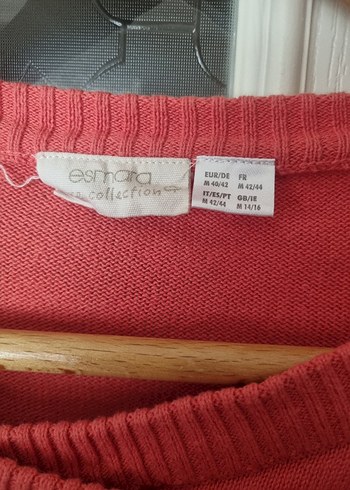 esmara
collection
EUR/DE FR
M 40/42 M 42/44
IT/ES/PT GB/IE
M 42/44 M 14/16